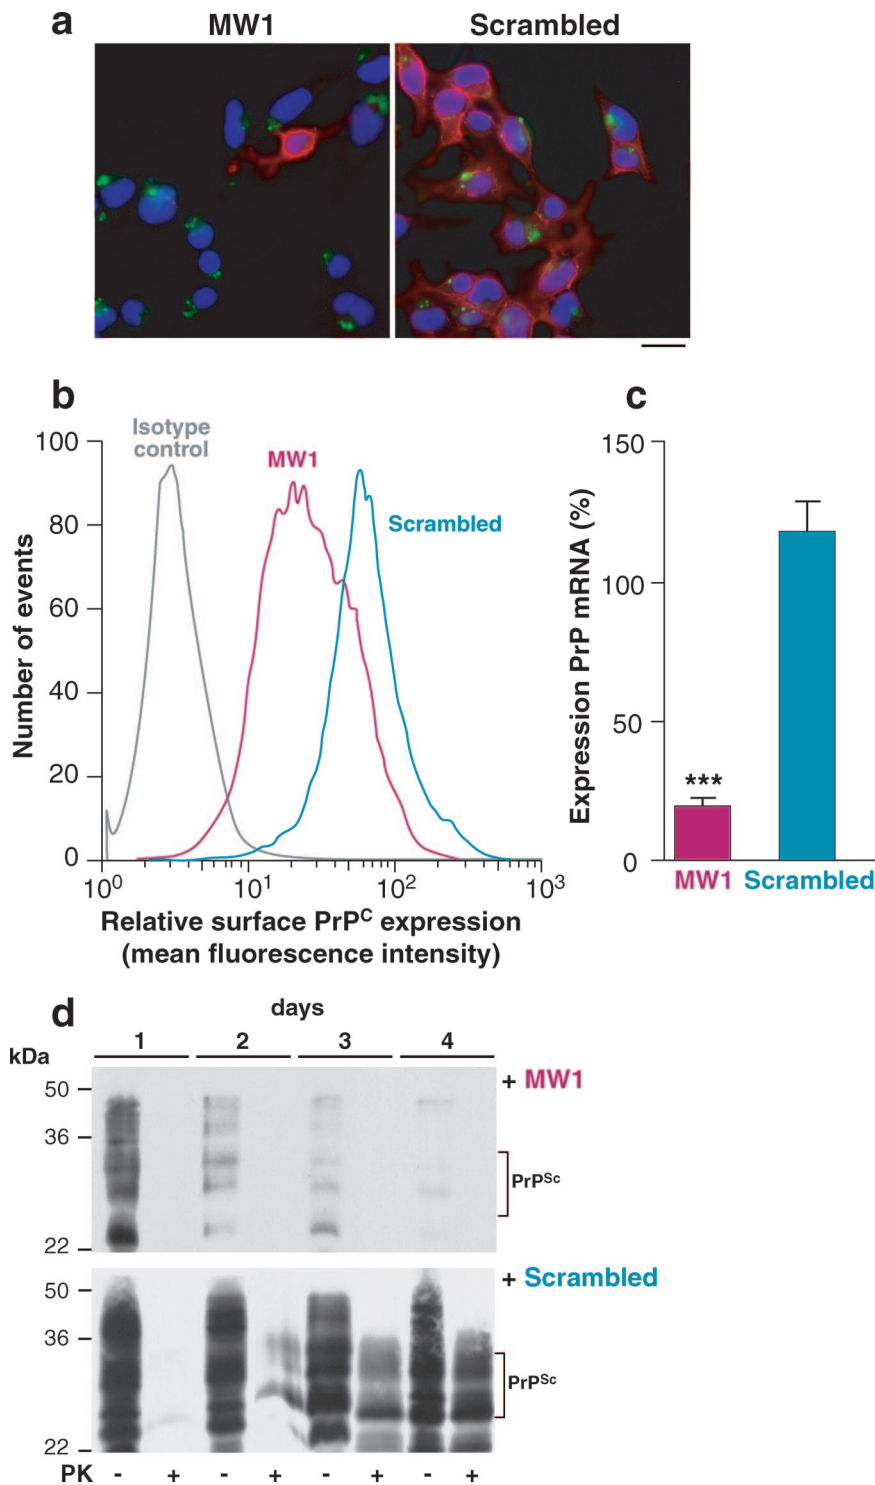 a
MW1
Scrambled
b
Isotype
control
MW1
Scrambled
100
80
60
40
20
0
Number of events
10⁰
10¹
10²
10³
Relative surface PrPᶜ expression
(mean fluorescence intensity)
c
150
100
50
0
Expression PrP mRNA (%)
***
MW1 Scrambled
d
days
1 2 3 4
kDa
50
36
22
+ MW1
PrPˢᶜ
50
36
22
+ Scrambled
PrPˢᶜ
PK - + - + - + - +